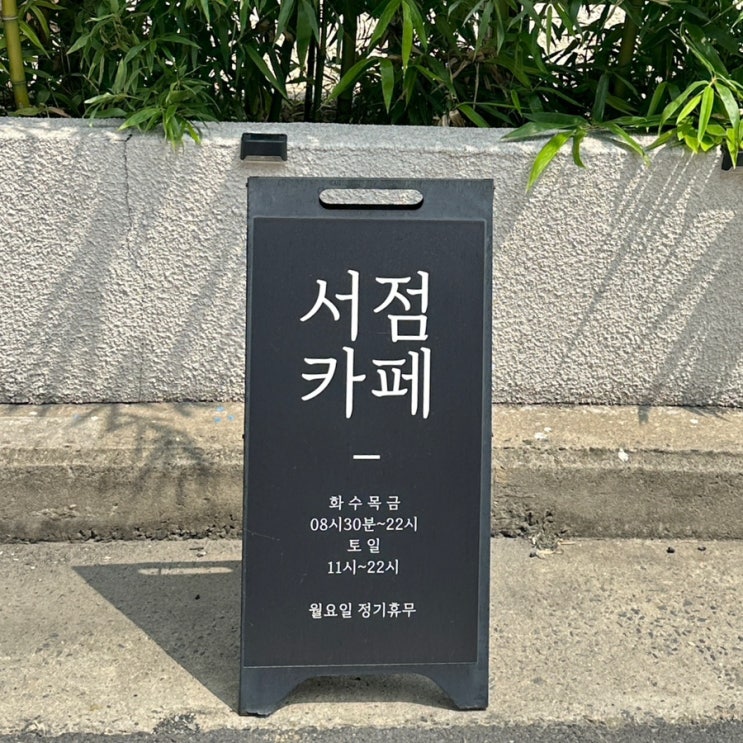 서점
카페
–
화 수 목 금
08시30분~22시
토 일
11시~22시
월요일 정기휴무